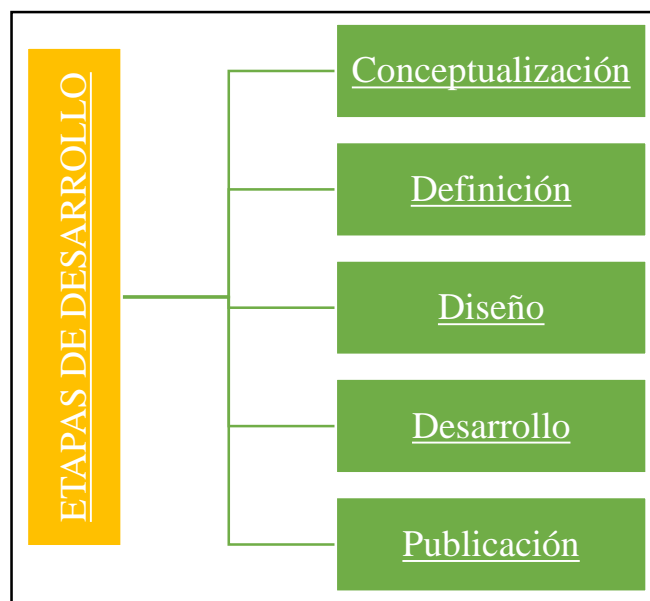 ETAPAS DE DESARROLLO
Conceptualización
Definición
Diseño
Desarrollo
Publicación